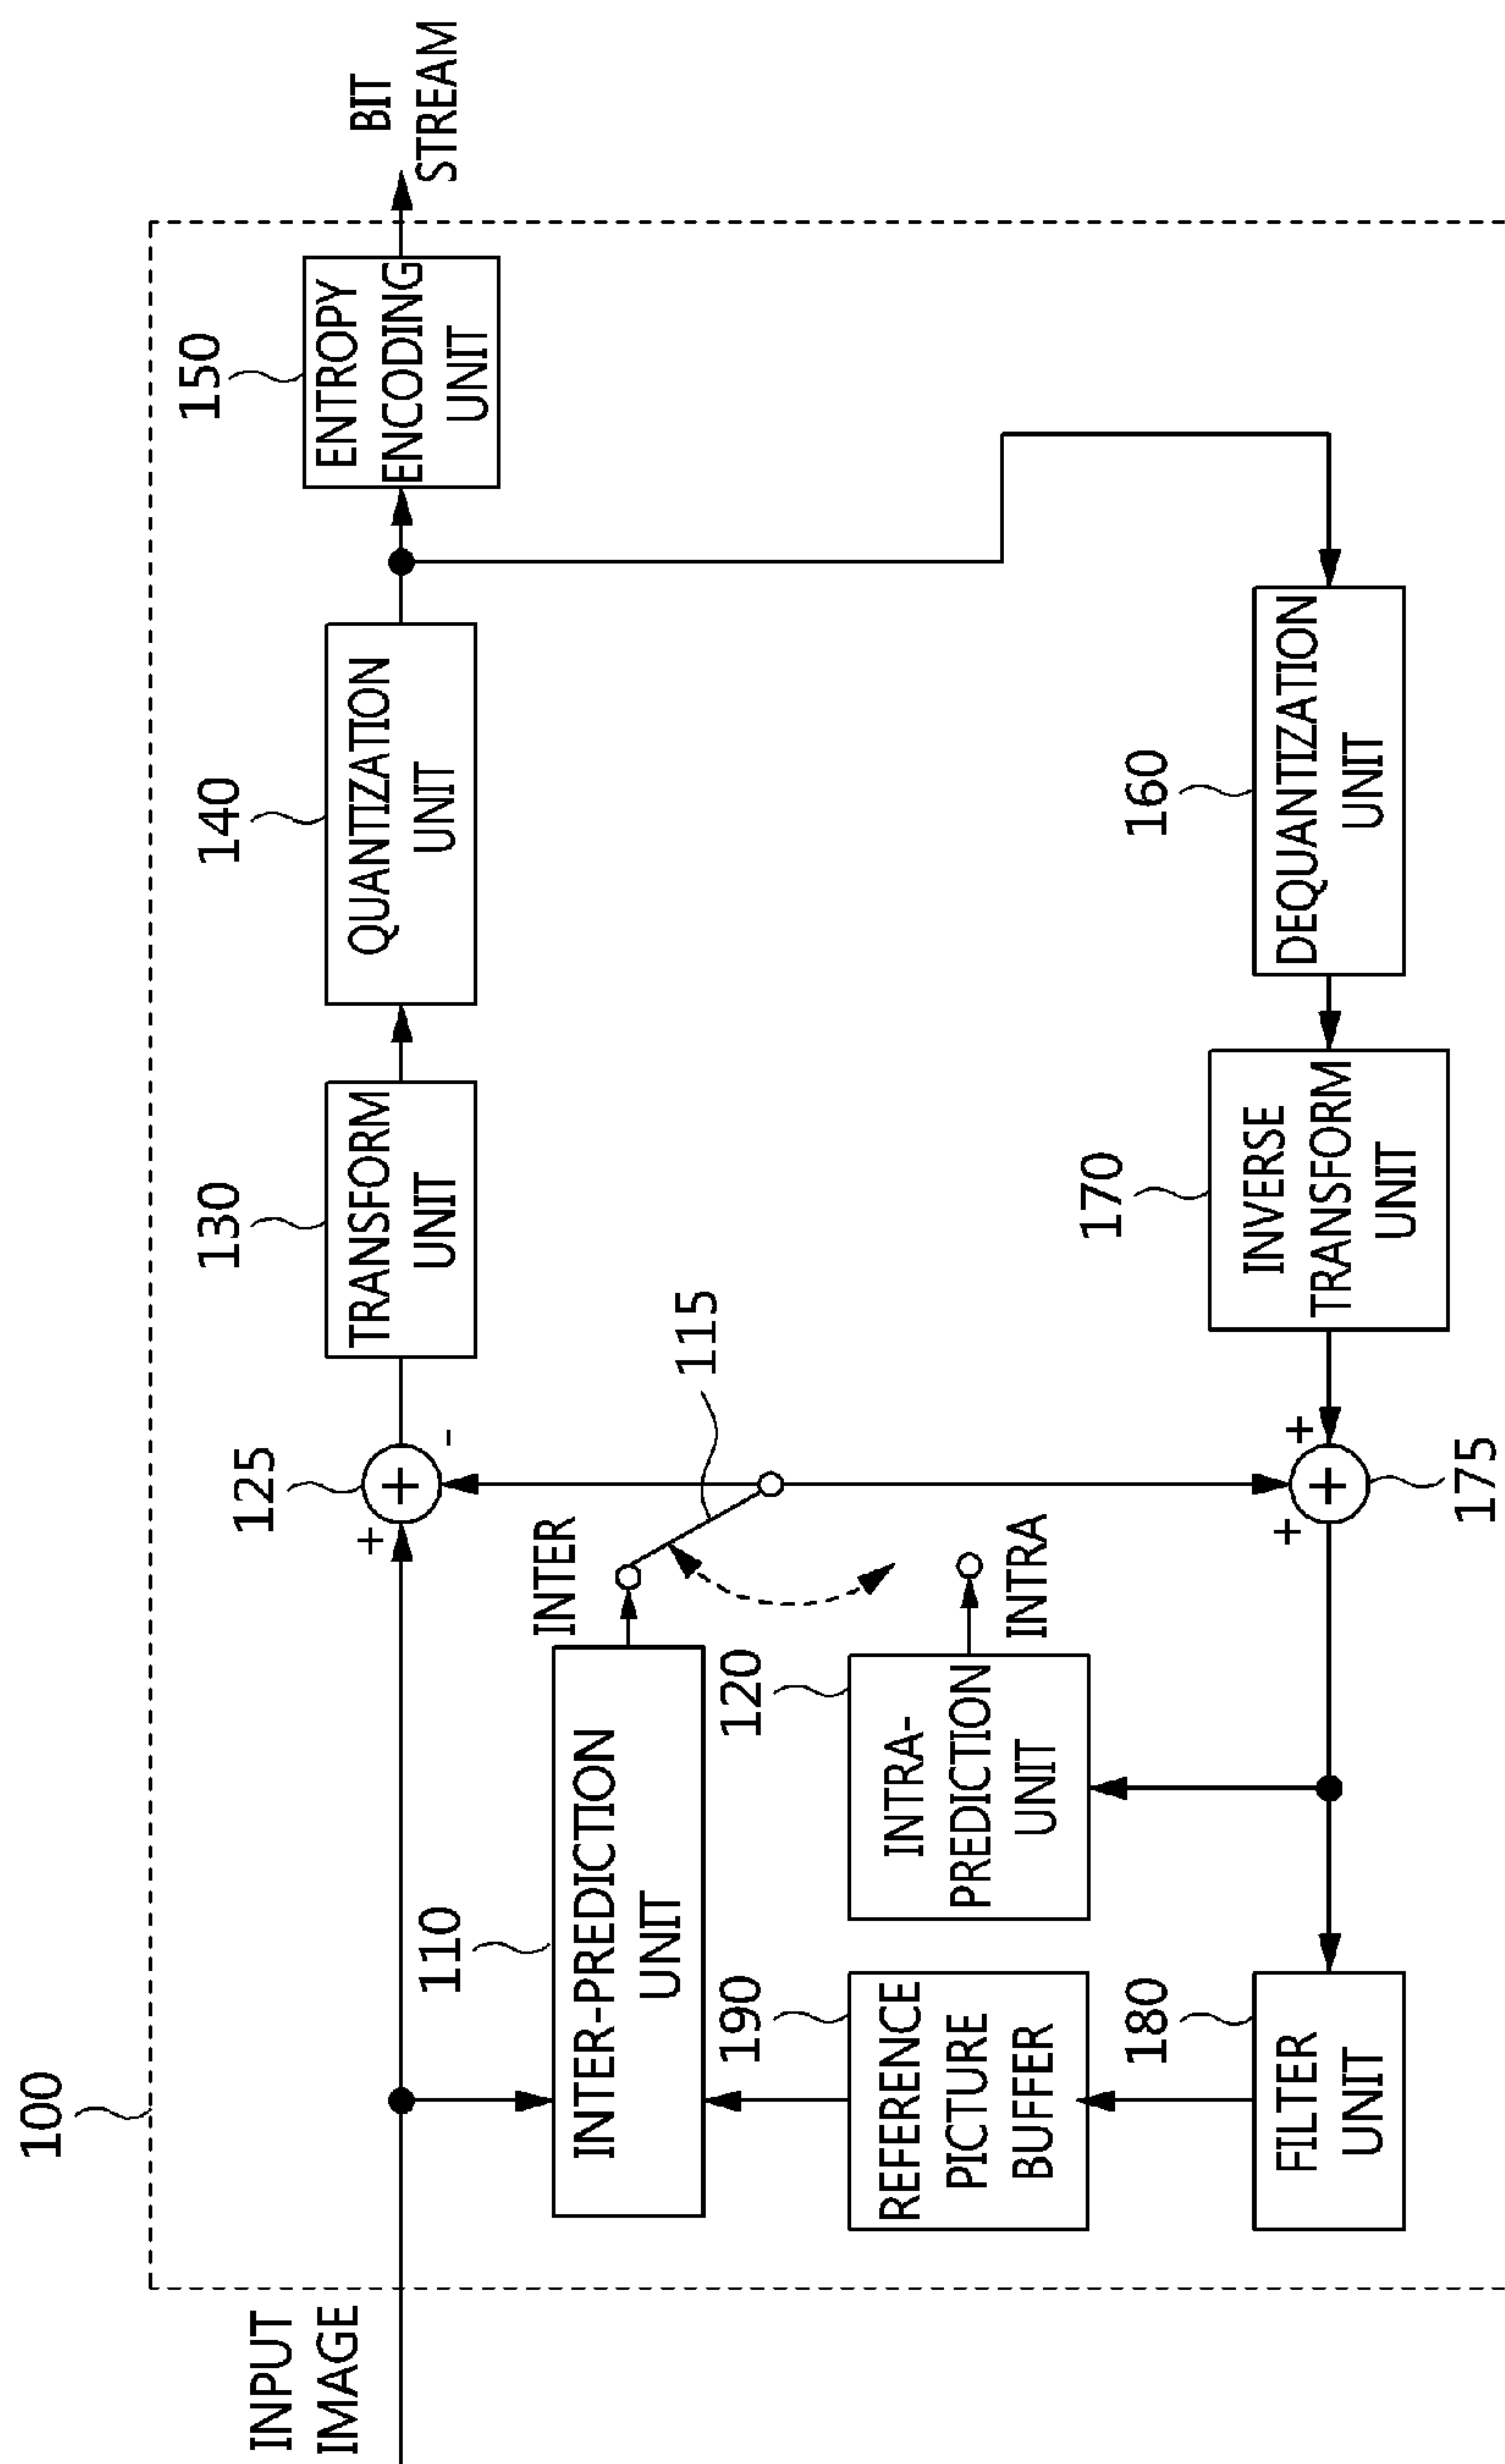 100
INPUT
IMAGE
125
+
-
130
TRANSFORM
UNIT
140
QUANTIZATION
UNIT
150
ENTROPY
ENCODING
UNIT
BIT
STREAM
110
INTER-PREDICTION
UNIT
INTER
115
190
REFERENCE
PICTURE
BUFFER
120
INTRA-
PREDICTION
UNIT
INTRA
180
FILTER
UNIT
+
+
175
170
INVERSE
TRANSFORM
UNIT
160
DEQUANTIZATION
UNIT